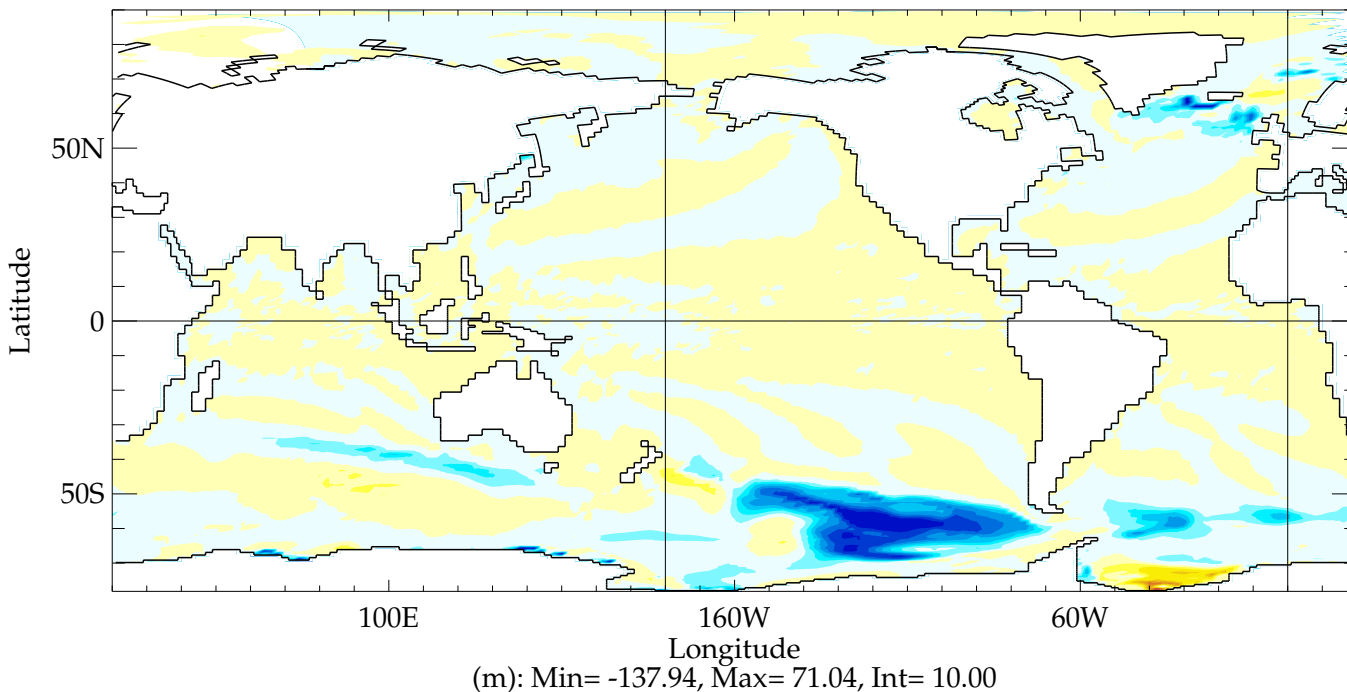 50N
0
50S
Latitude
100E
160W
60W
Longitude
(m): Min= -137.94, Max= 71.04, Int= 10.00